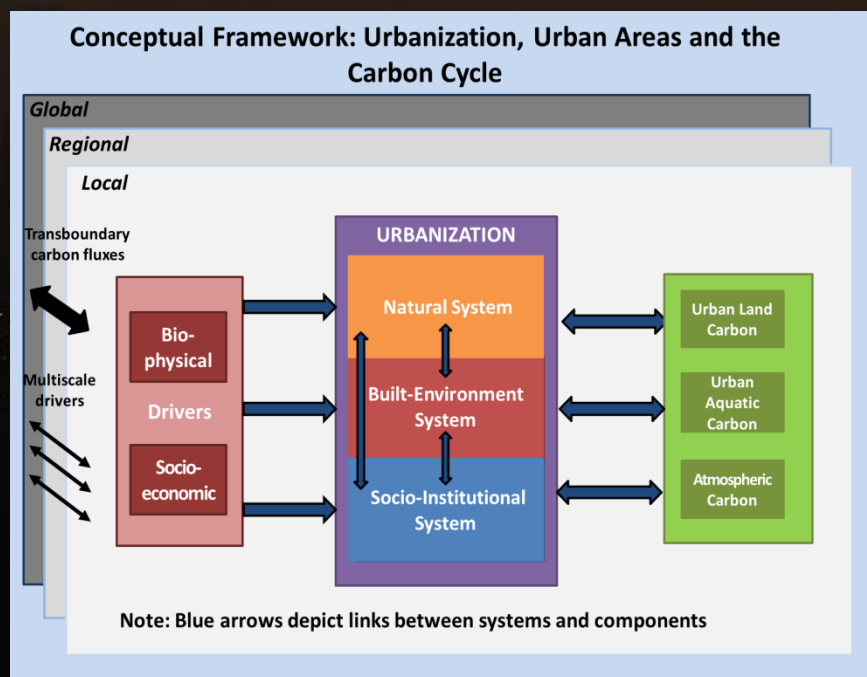 Conceptual Framework: Urbanization, Urban Areas and the
Carbon Cycle
Global
Regional
Local
Transboundary
carbon fluxes
Multiscale
drivers
Bio-
physical
Drivers
Socio-
economic
URBANIZATION
Natural System
Built-Environment
System
Socio-Institutional
System
Urban Land
Carbon
Urban
Aquatic
Carbon
Atmospheric
Carbon
Note: Blue arrows depict links between systems and components